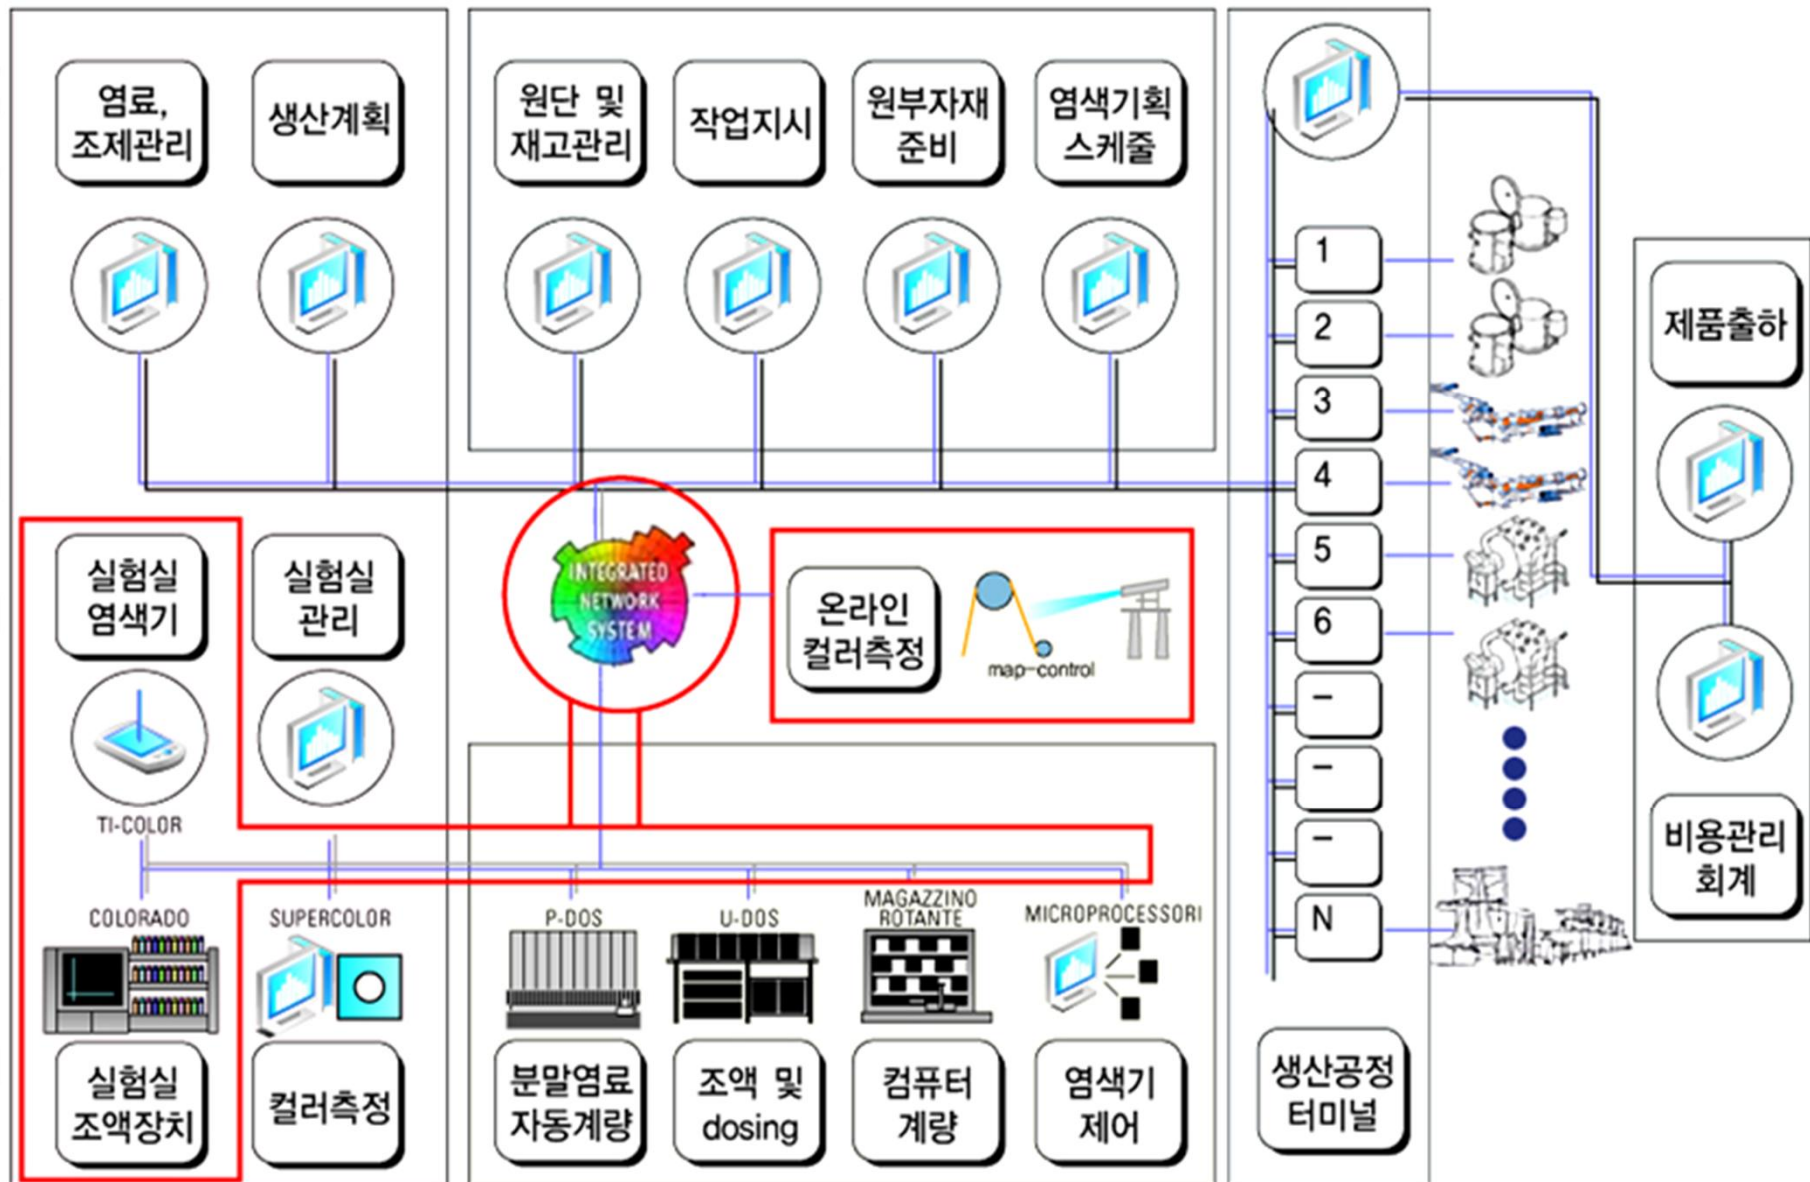 염료,
조제관리
생산계획
원단 및
재고관리
작업지시
원부자재
준비
염색기획
스케줄
1
2
3
4
5
6
–
–
–
N
제품출하
실험실
염색기
실험실
관리
INTEGRATED
NETWORK
SYSTEM
온라인
컬러측정
map-control
TI-COLOR
비용관리
회계
COLORADO
SUPERCOLOR
P-DOS
U-DOS
MAGAZZINO
ROTANTE
MICROPROCESSORI
실험실
조액장치
컬러측정
분말염료
자동계량
조액 및
dosing
컴퓨터
계량
염색기
제어
생산공정
터미널